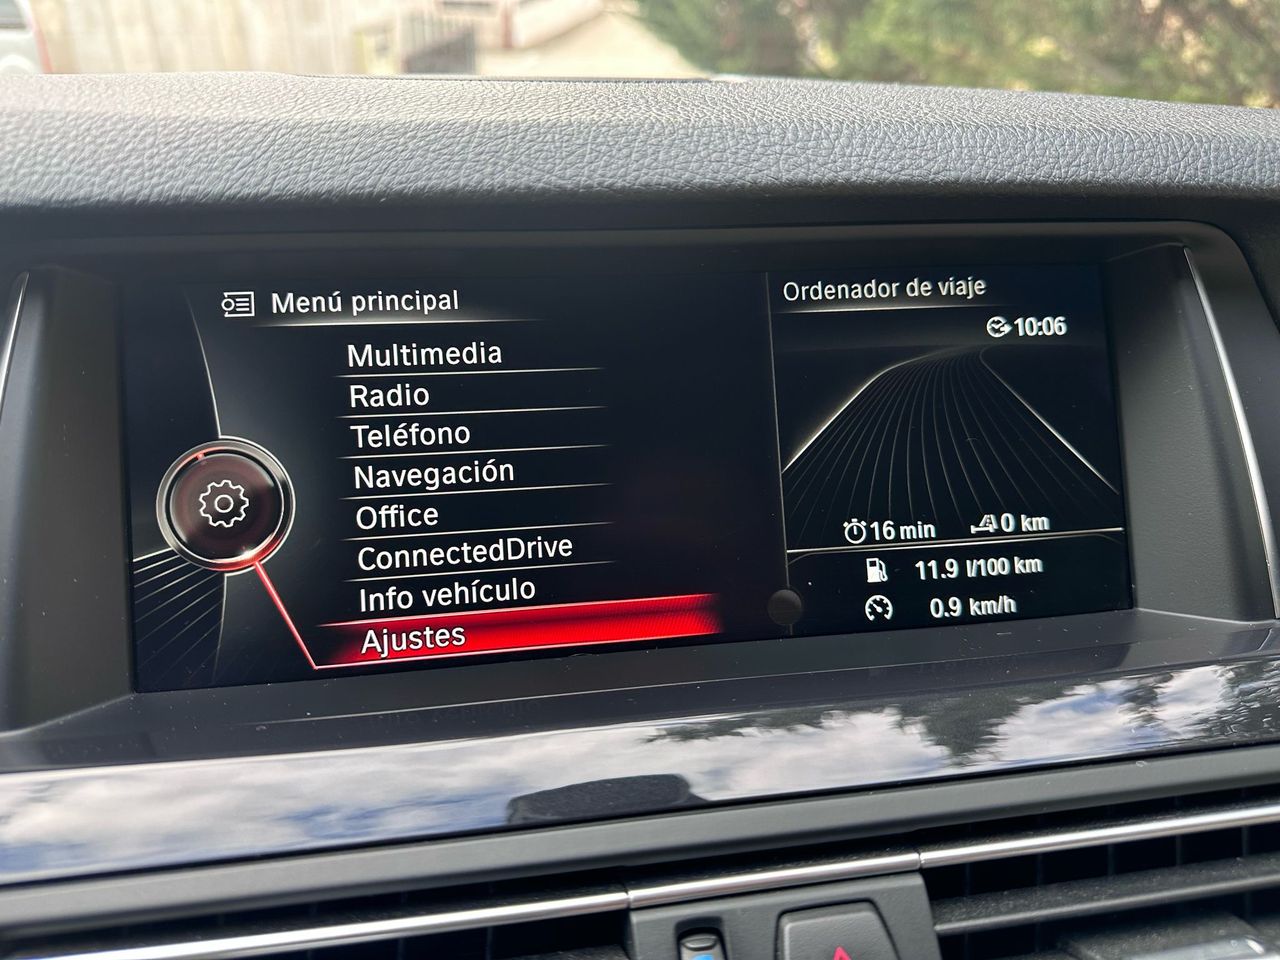 Menú principal
Multimedia
Radio
Teléfono
Navegación
Office
ConnectedDrive
Info vehículo
Ajustes
Ordenador de viaje
10:06
16 min
0 km
11.9 l/100 km
0.9 km/h